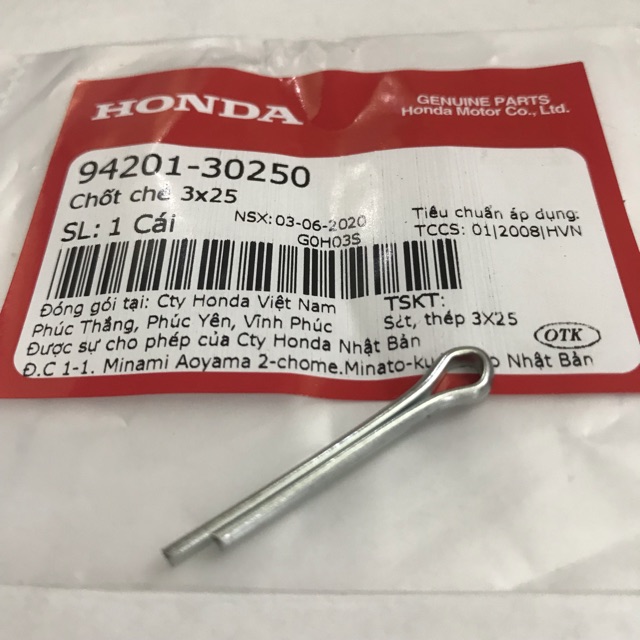 HONDA
GENUINE PARTS
Honda Motor Co., Ltd.
94201-30250
Chốt chẻ 3x25
SL: 1 Cái
NSX: 03-06-2020
G0H03S
Tiêu chuẩn áp dụng:
TCCS: 01|2008|HVN
Đóng gói tại: Cty Honda Việt Nam
Phúc Thắng, Phúc Yên, Vĩnh Phúc
TSKT:
Sắt, thép 3X25
Được sự cho phép của Cty Honda Nhật Bản
OTK
Đ.C 1-1. Minami Aoyama 2-chome.Minato-ku Nhật Bản